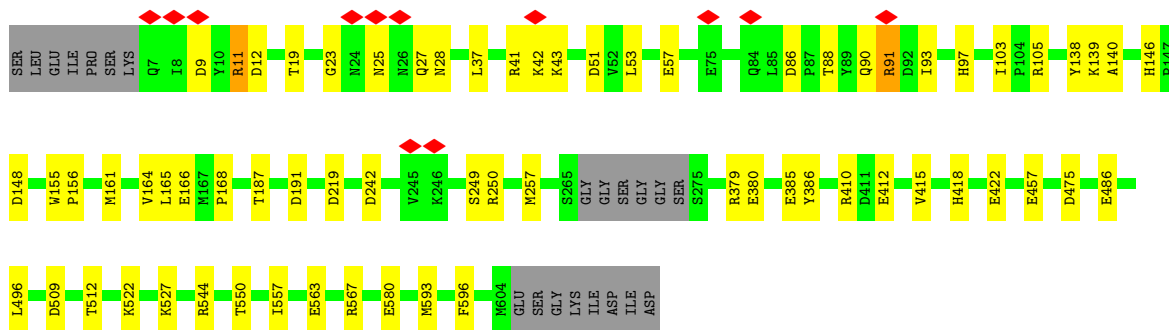 SER LEU GLU ILE PRO SER LYS Q7 I8 D9 Y10 R11 D12 T19 G23 N24 N25 N26 Q27 N28 L37 R41 K42 K43 D51 V52 L53 E57 E75 Q84 L85 D86 P87 T88 Y89 Q90 R91 D92 I93 H97 I103 P104 R105 Y138 K139 A140 H146
D148 W155 P156 M161 V164 L165 E166 M167 P168 T187 D191 D219 D242 V245 K246 S249 R250 M257 S265 GLY GLY SER GLY GLY SER S275 R379 E380 E385 Y386 R410 D411 E412 V415 H418 E422 E457 D475 E486
L496 D509 T512 K522 K527 R544 T550 I557 E563 R567 E580 M593 F596 M604 GLU SER GLY LYS ILE ASP ILE ASP